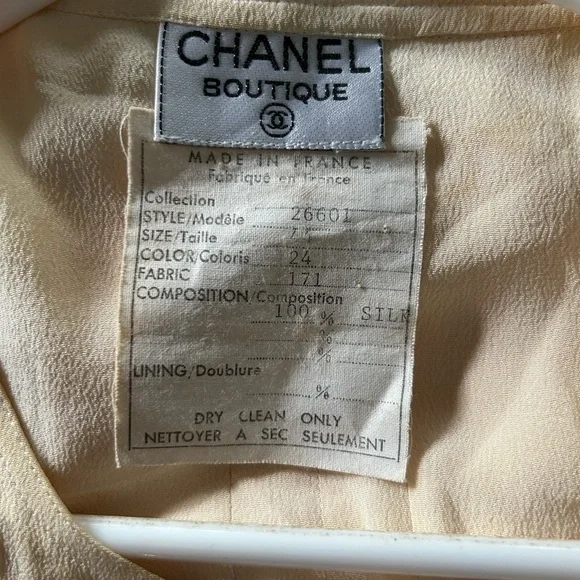 CHANEL
BOUTIQUE
MADE IN FRANCE
Fabriqué en France
Collection
STYLE/Modèle 26601
SIZE/Taille
COLOR/Coloris 24
FABRIC 171
COMPOSITION/Composition
100 % SILK
%
%
LINING/Doublure
%
DRY CLEAN ONLY
NETTOYER A SEC SEULEMENT